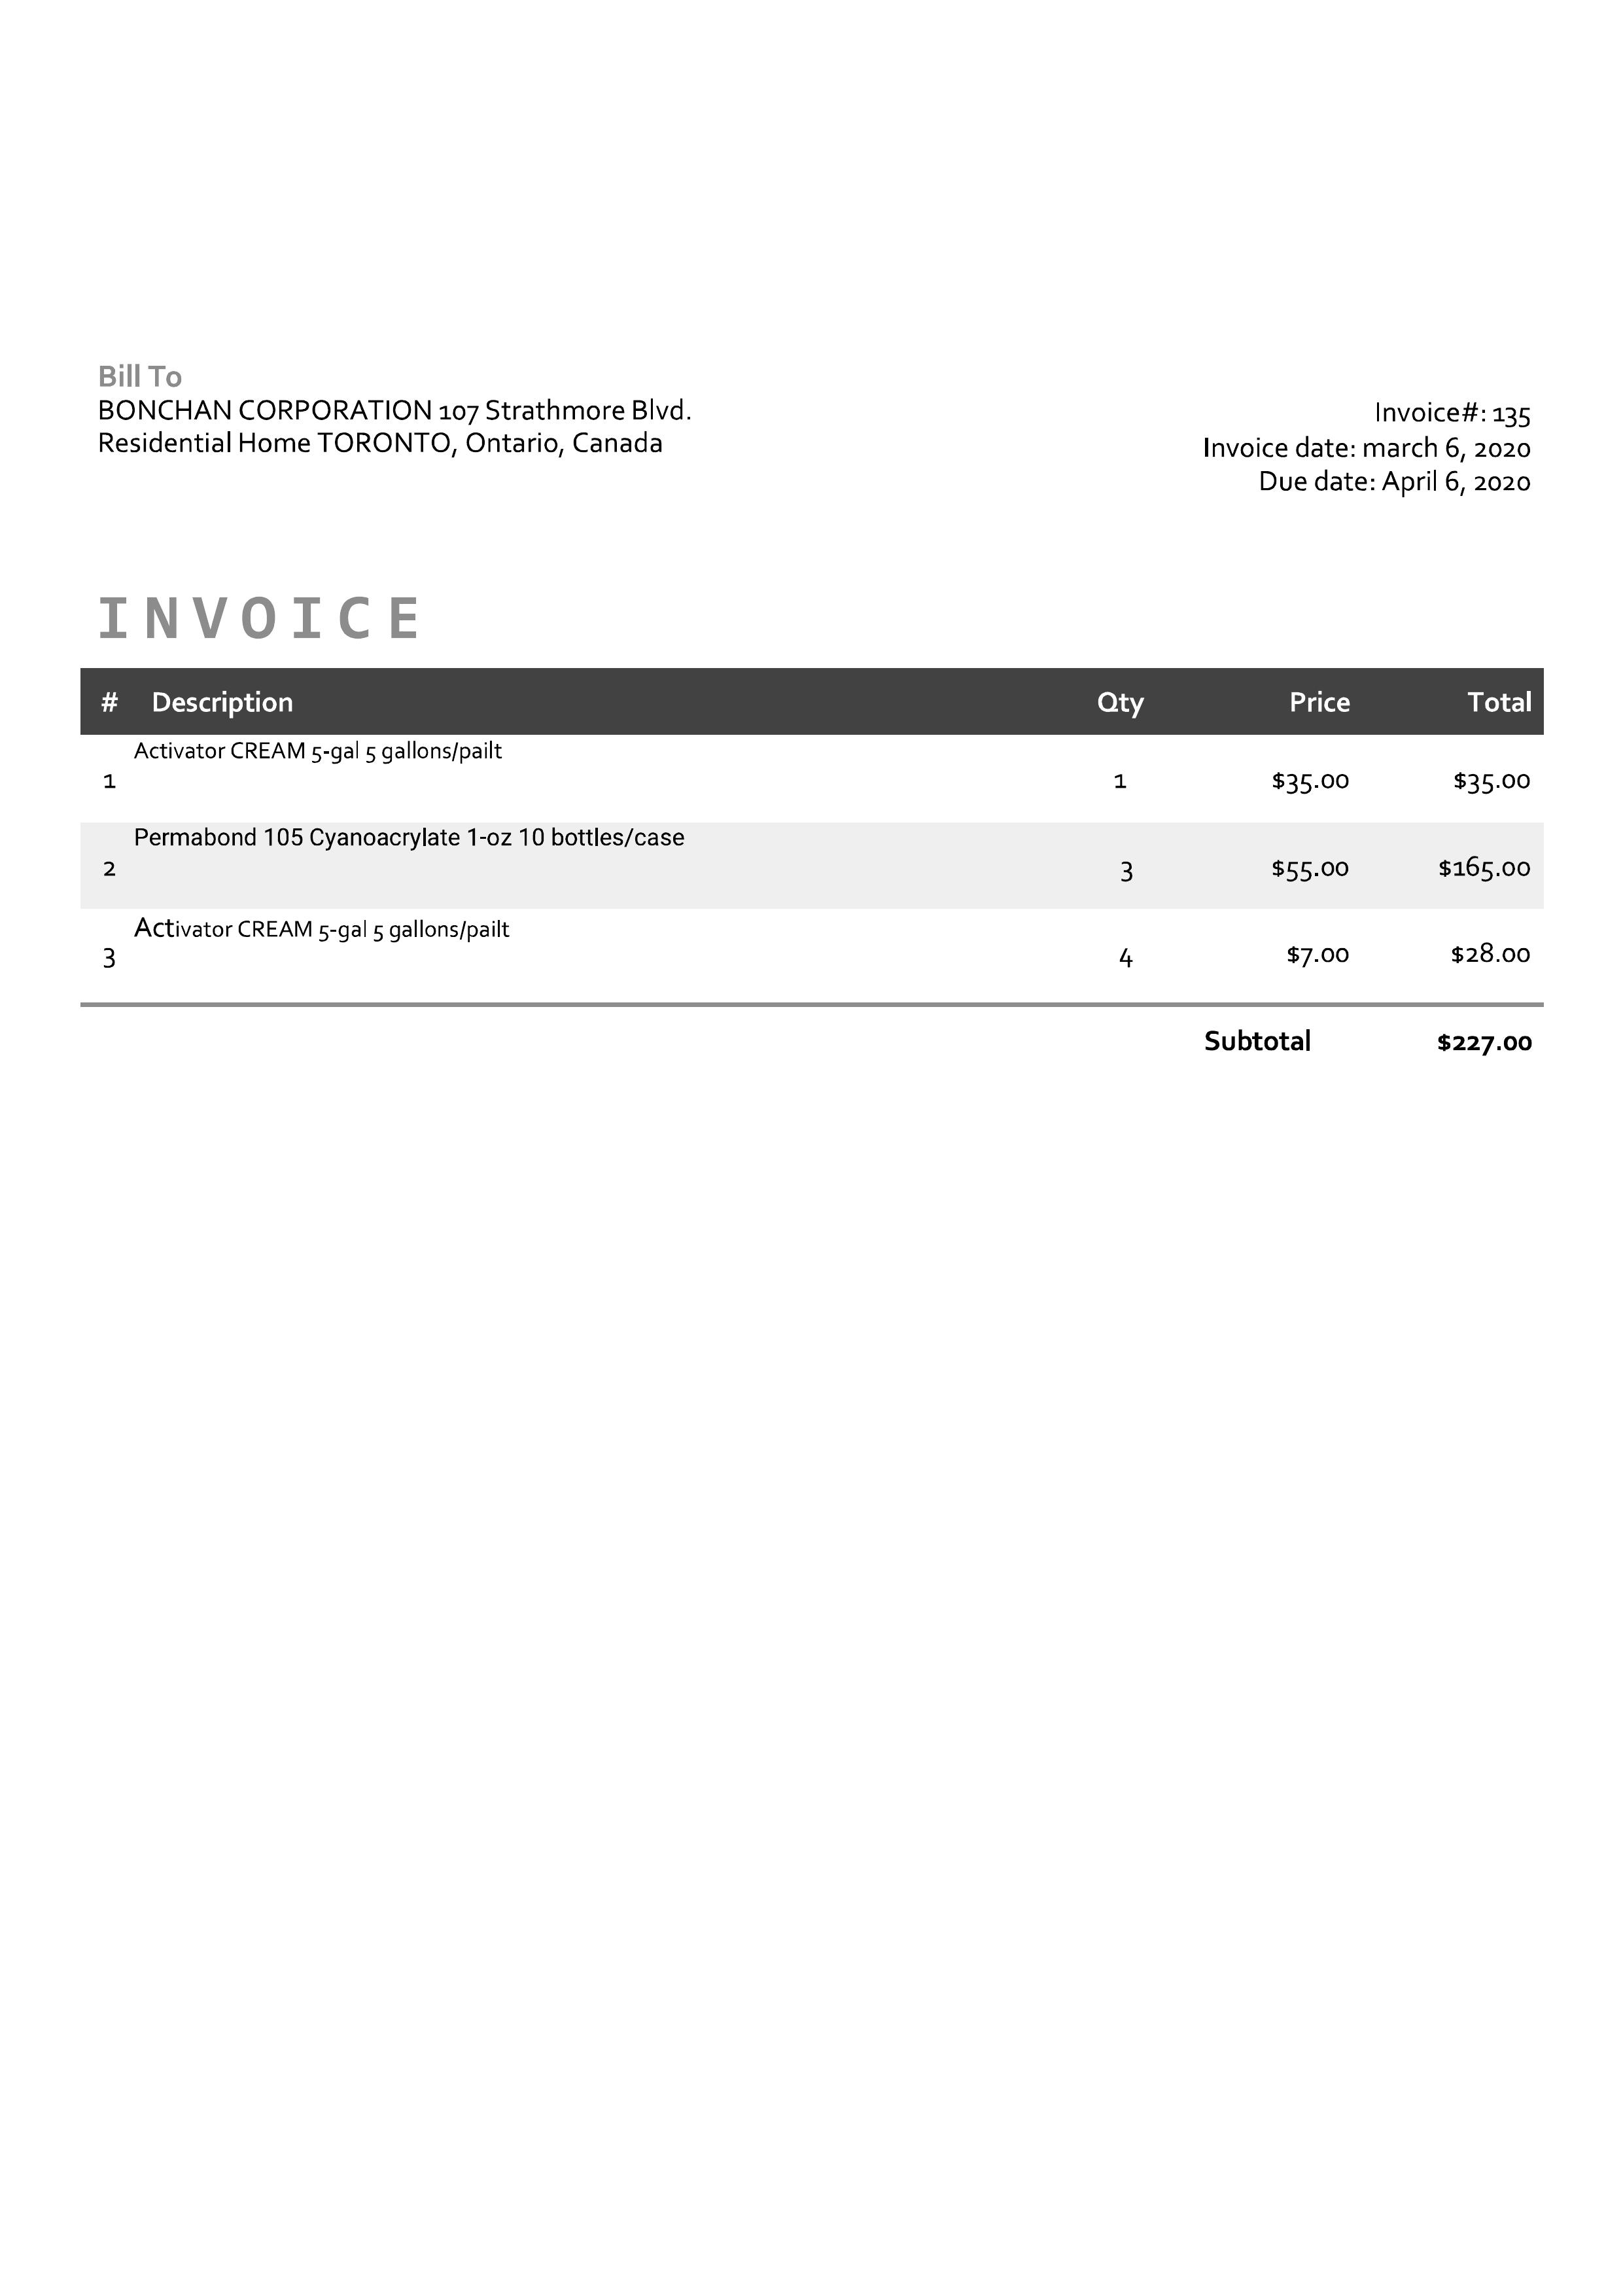 Bill To
BONCHAN CORPORATION 107 Strathmore Blvd.
Residential Home TORONTO, Ontario, Canada
Invoice#: 135
Invoice date: march 6, 2020
Due date: April 6, 2020
INVOICE
# Description Qty Price Total
Activator CREAM 5-gal 5 gallons/pailt
1 1 $35.00 $35.00
Permabond 105 Cyanoacrylate 1-oz 10 bottles/case
2 3 $55.00 $165.00
Activator CREAM 5-gal 5 gallons/pailt
3 4 $7.00 $28.00
Subtotal $227.00